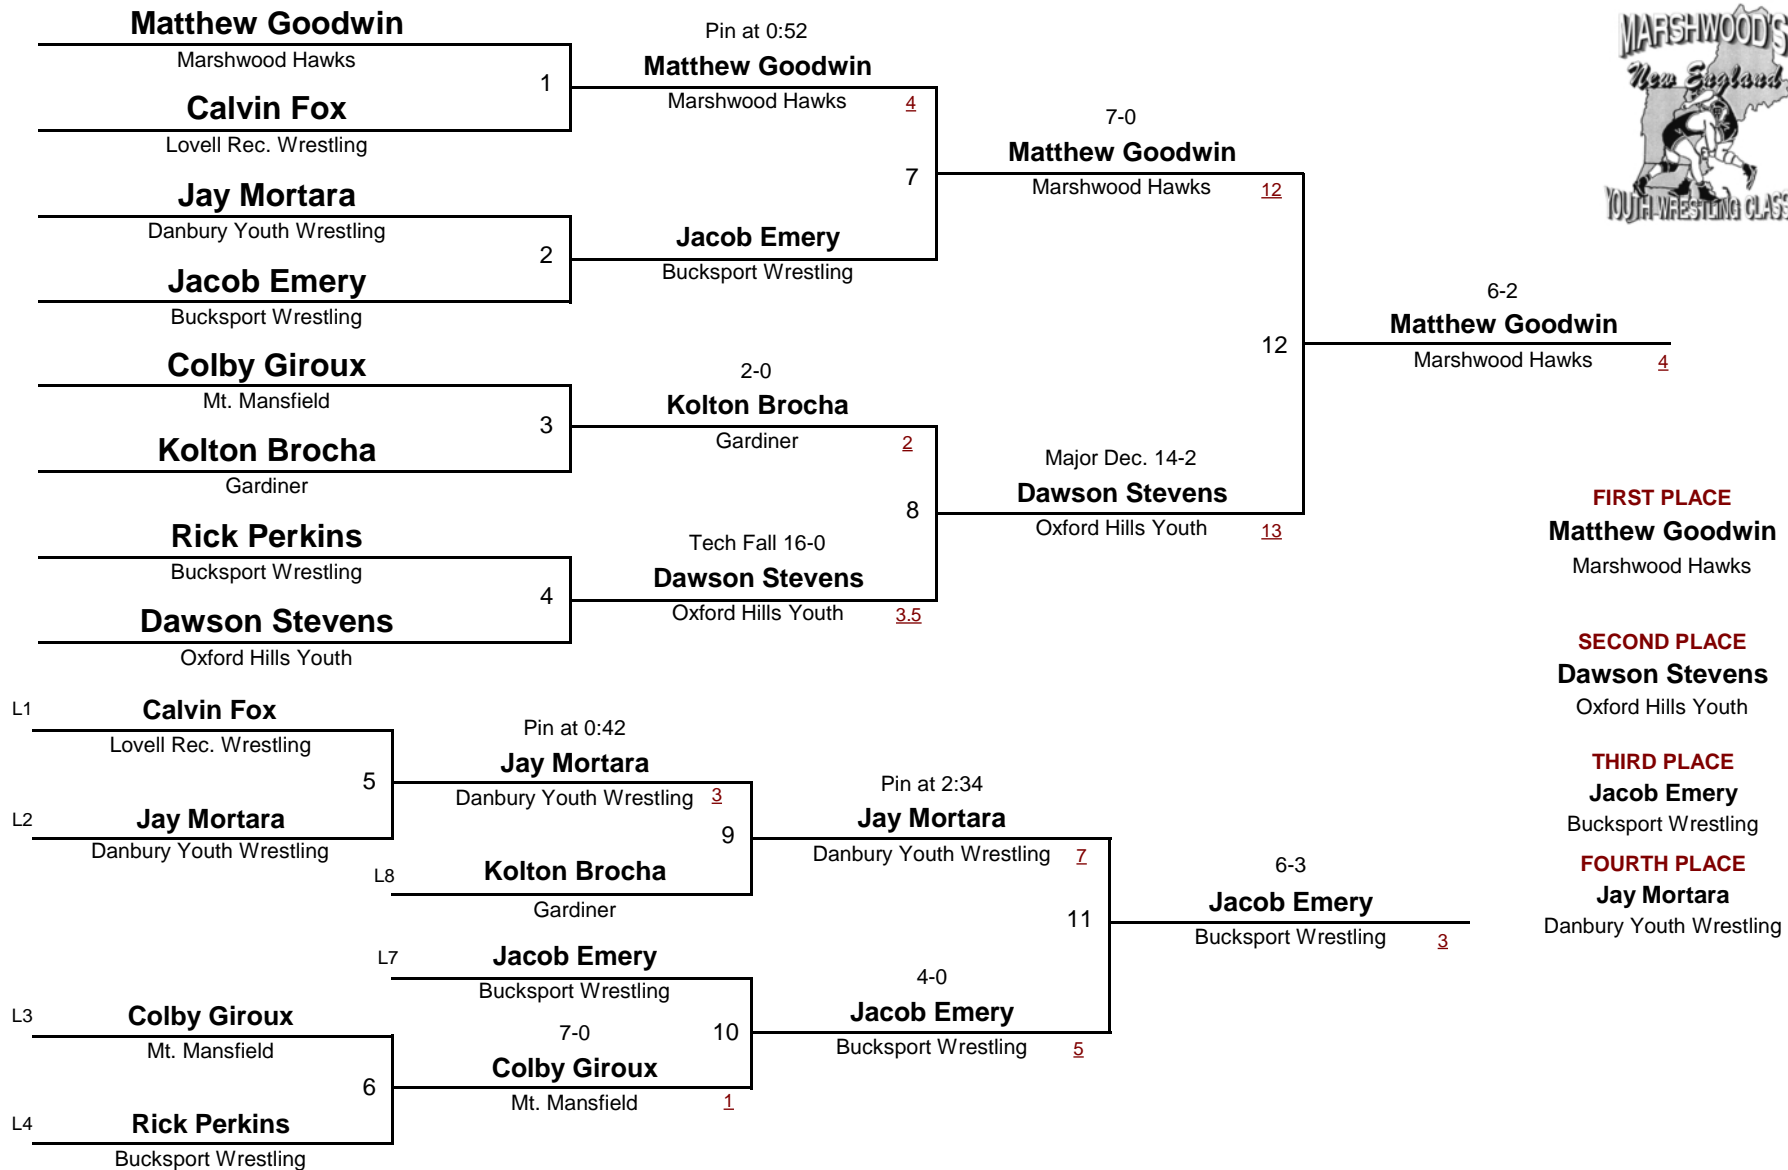 Matthew Goodwin
Marshwood Hawks
1
Calvin Fox
Lovell Rec. Wrestling
Jay Mortara
Danbury Youth Wrestling
2
Jacob Emery
Bucksport Wrestling
Colby Giroux
Mt. Mansfield
3
Kolton Brocha
Gardiner
Rick Perkins
Bucksport Wrestling
4
Dawson Stevens
Oxford Hills Youth
Pin at 0:52
Matthew Goodwin
Marshwood Hawks 4
7
Jacob Emery
Bucksport Wrestling
2-0
Kolton Brocha
Gardiner 2
8
Tech Fall 16-0
Dawson Stevens
Oxford Hills Youth 3.5
7-0
Matthew Goodwin
Marshwood Hawks 12
12
Major Dec. 14-2
Dawson Stevens
Oxford Hills Youth 13
6-2
Matthew Goodwin
Marshwood Hawks 4
MARSHWOOD'S
New England
YOUTH WRESTLING CLASS
FIRST PLACE
Matthew Goodwin
Marshwood Hawks
SECOND PLACE
Dawson Stevens
Oxford Hills Youth
THIRD PLACE
Jacob Emery
Bucksport Wrestling
FOURTH PLACE
Jay Mortara
Danbury Youth Wrestling
L1 Calvin Fox
Lovell Rec. Wrestling
5
L2 Jay Mortara
Danbury Youth Wrestling
L3 Colby Giroux
Mt. Mansfield
6
L4 Rick Perkins
Bucksport Wrestling
Pin at 0:42
Jay Mortara
Danbury Youth Wrestling 3
9
L8 Kolton Brocha
Gardiner
L7 Jacob Emery
Bucksport Wrestling
10
7-0
Colby Giroux
Mt. Mansfield 1
Pin at 2:34
Jay Mortara
Danbury Youth Wrestling 7
11
4-0
Jacob Emery
Bucksport Wrestling 5
6-3
Jacob Emery
Bucksport Wrestling 3